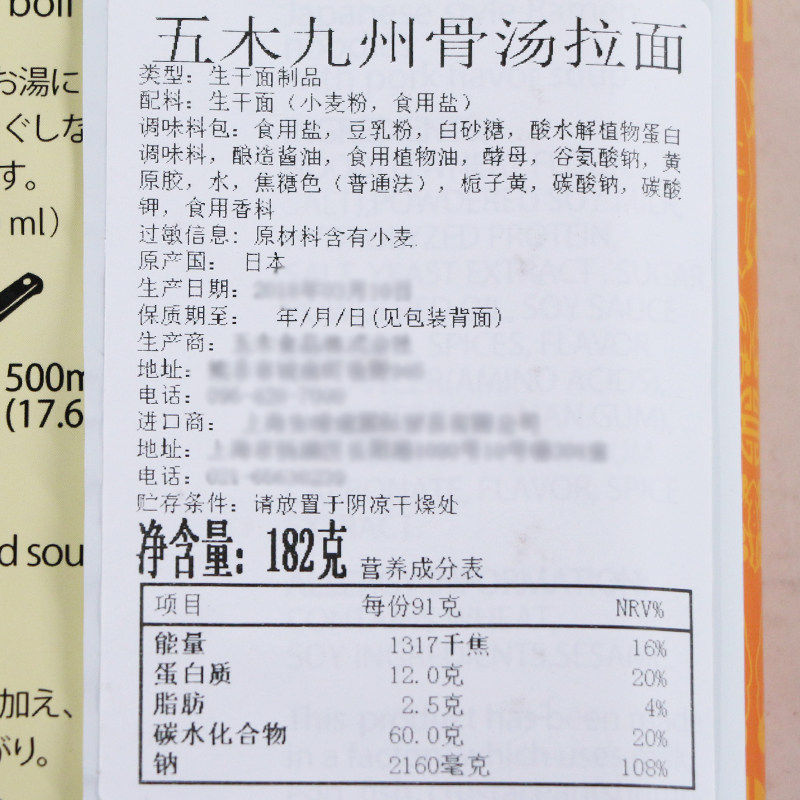 五木九州骨汤拉面
类型：生干面制品
配料：生干面（小麦粉，食用盐）
调味料包：食用盐，豆乳粉，白砂糖，酸水解植物蛋白
调味料，酿造酱油，食用植物油，酵母，谷氨酸钠，黄
原胶，水，焦糖色（普通法），栀子黄，碳酸钠，碳酸
钾，食用香料
过敏信息：原材料含有小麦
原产国：日本
生产日期：
保质期至： 年/月/日(见包装背面)
生产商：
地址：
电话：
进口商：
地址：
电话：
贮存条件：请放置于阴凉干燥处
净含量：182克 营养成分表
项目 每份91克 NRV%
能量 1317千焦 16%
蛋白质 12.0克 20%
脂肪 2.5克 4%
碳水化合物 60.0克 20%
钠 2160毫克 108%
boil
お湯に
ぐしな
す。
ml）
500m
(17.6
d sou
加え、
がり。